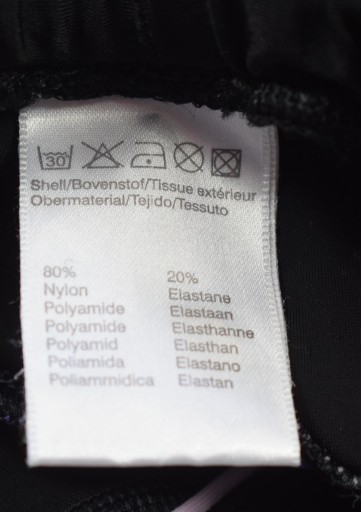 30
Shell/Bovenstof/Tissue extérieur
Obermaterial/Tejido/Tessuto
80%
Nylon
Polyamide
Polyamide
Polyamid
Poliamida
Poliammidica
20%
Elastane
Elastaan
Elasthanne
Elasthan
Elastano
Elastan